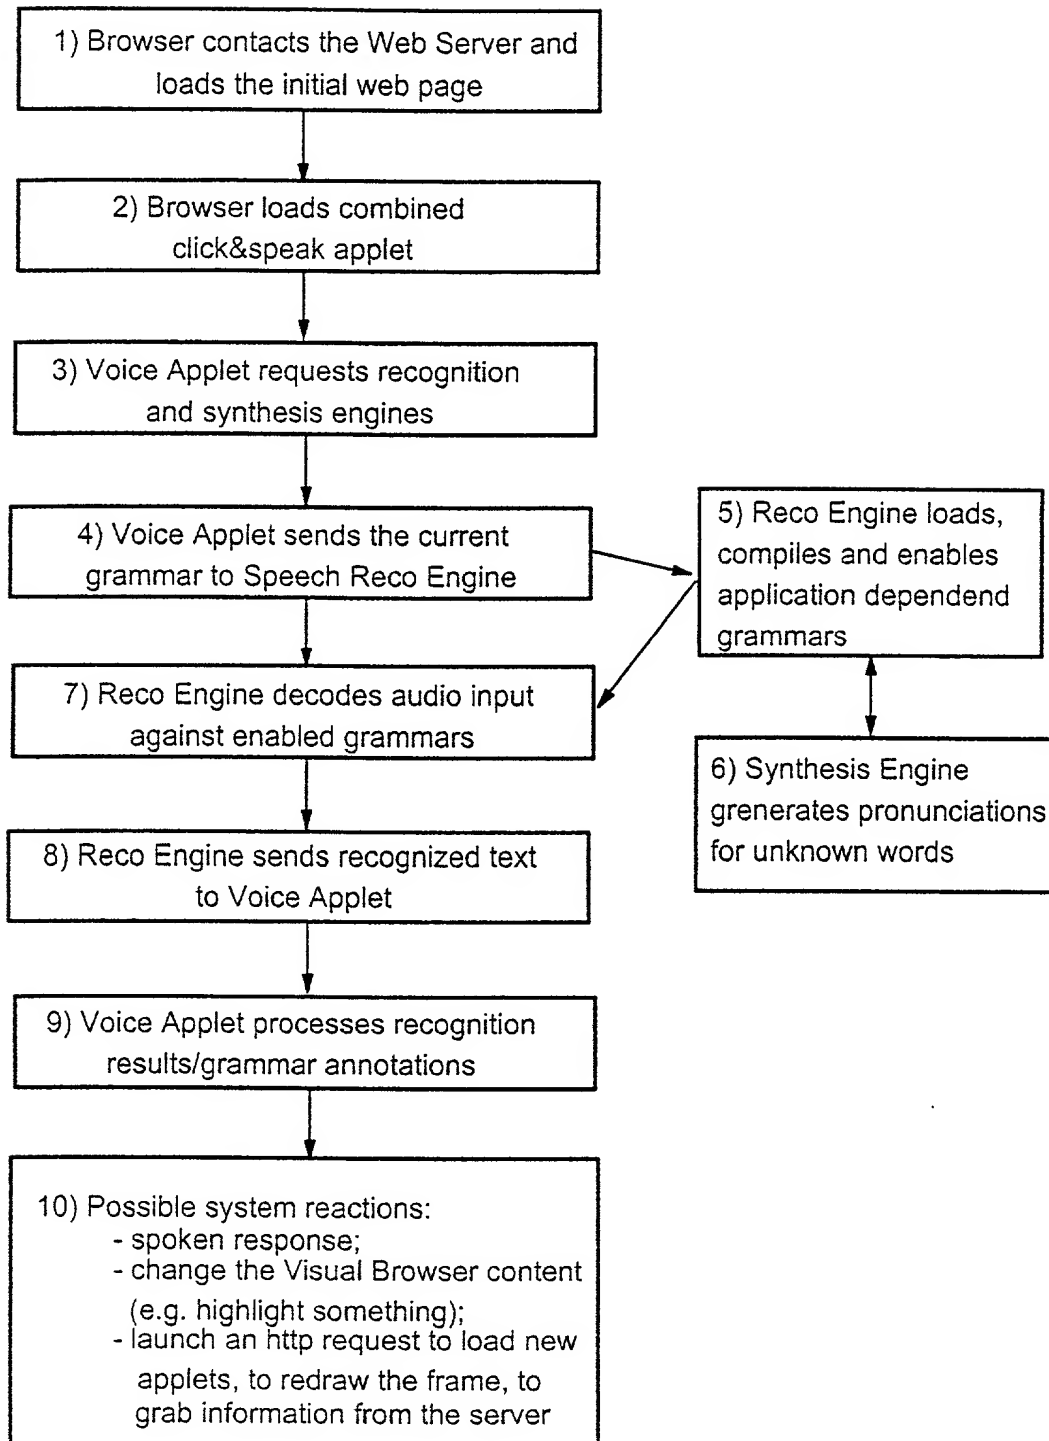 1) Browser contacts the Web Server and
loads the initial web page
2) Browser loads combined
click&speak applet
3) Voice Applet requests recognition
and synthesis engines
4) Voice Applet sends the current
grammar to Speech Reco Engine
5) Reco Engine loads,
compiles and enables
application dependend
grammars
6) Synthesis Engine
grenerates pronunciations
for unknown words
7) Reco Engine decodes audio input
against enabled grammars
8) Reco Engine sends recognized text
to Voice Applet
9) Voice Applet processes recognition
results/grammar annotations
10) Possible system reactions:
- spoken response;
- change the Visual Browser content
(e.g. highlight something);
- launch an http request to load new
applets, to redraw the frame, to
grab information from the server